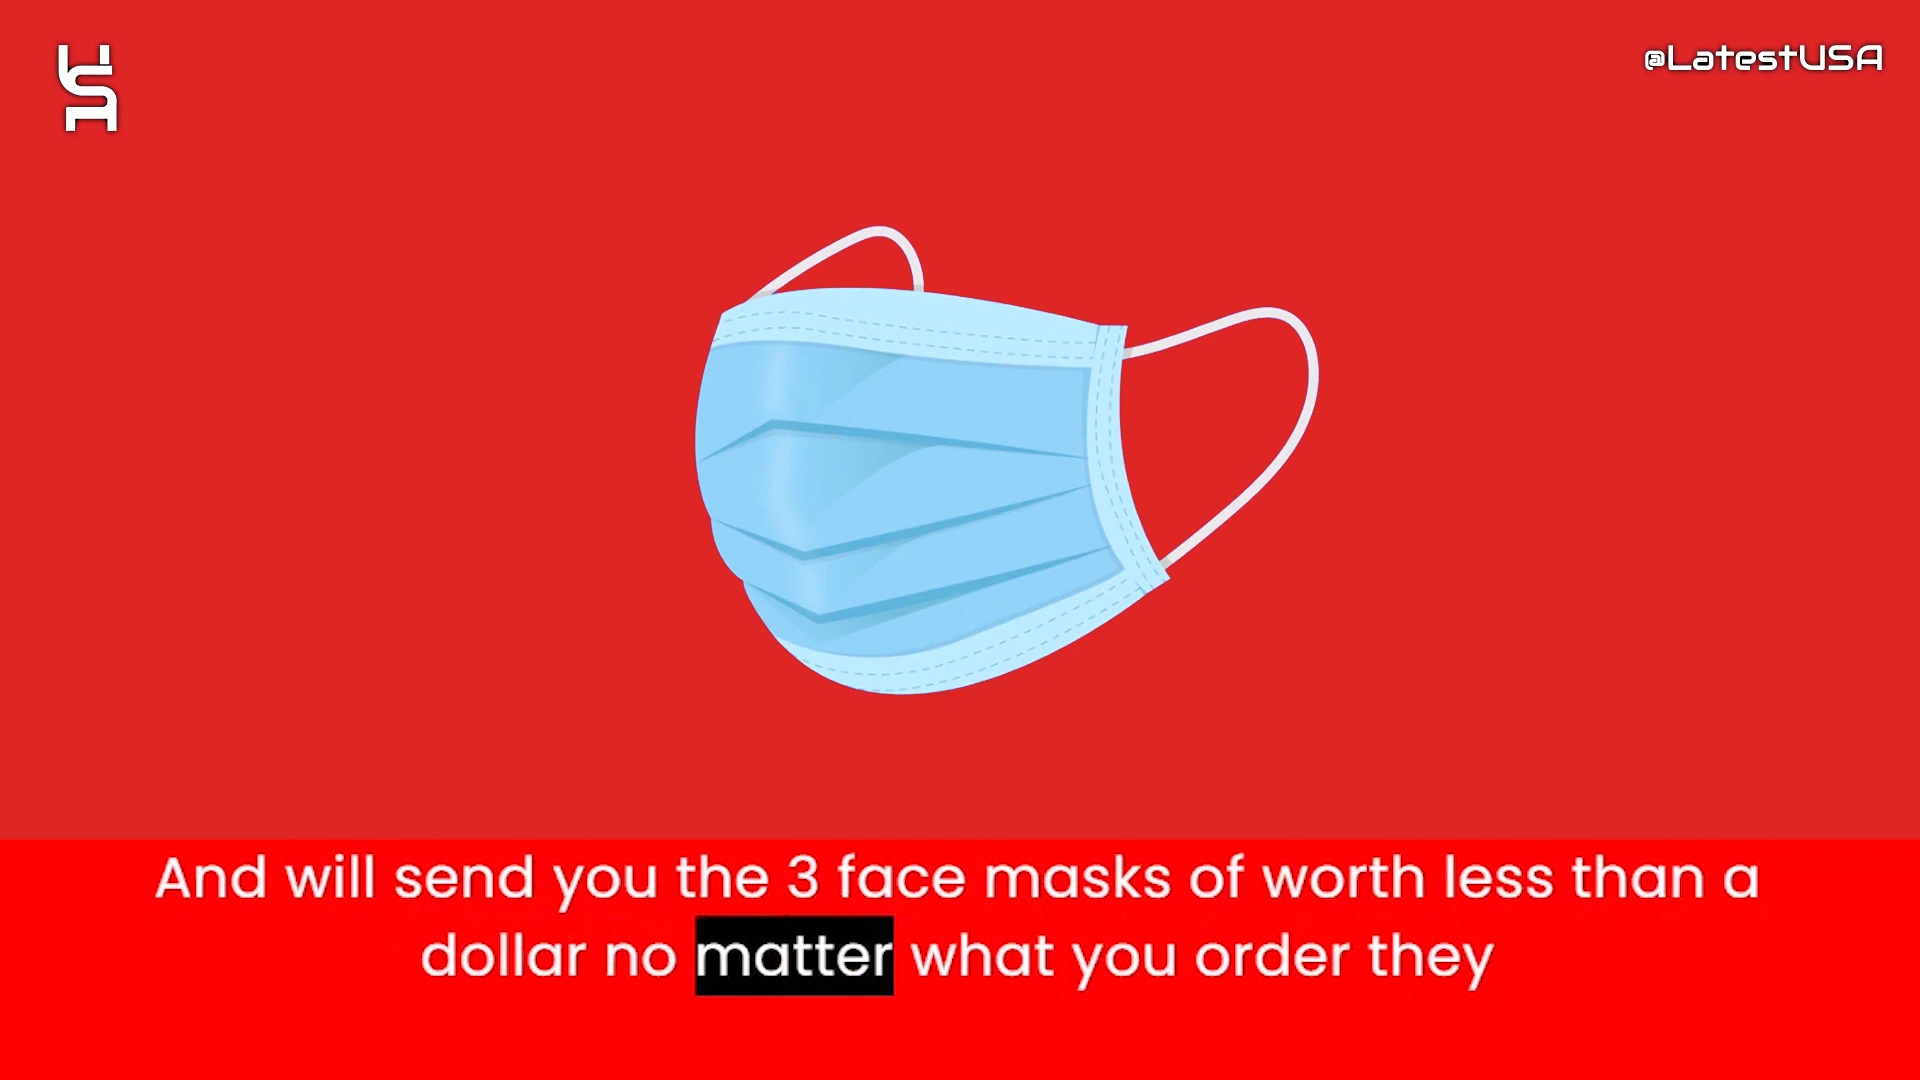 USA
@LatestUSA
And will send you the 3 face masks of worth less than a
dollar no matter what you order they